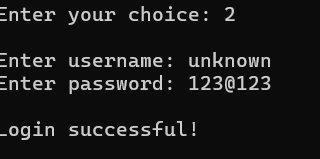 Enter your choice: 2
Enter username: unknown
Enter password: 123@123
Login successful!